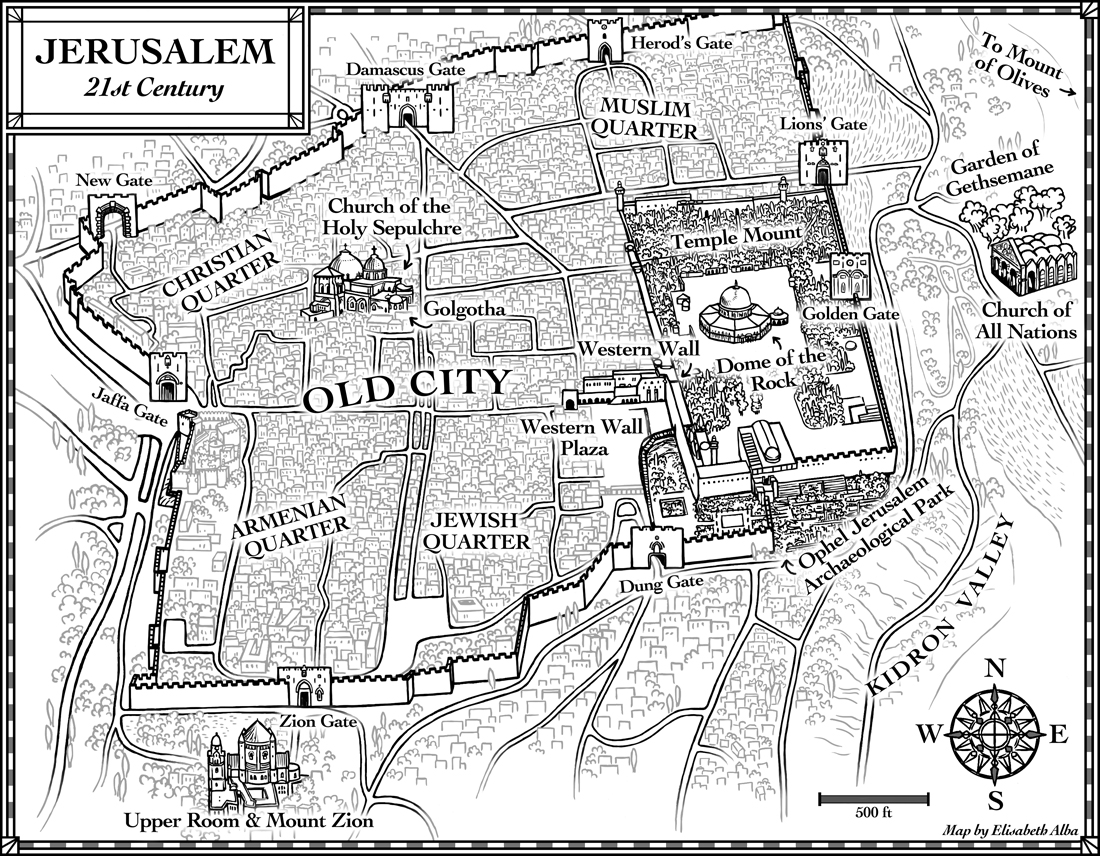 JERUSALEM
21st Century
Herod's Gate
To Mount
of Olives
Damascus Gate
MUSLIM
QUARTER
Lions' Gate
Garden of
Gethsemane
New Gate
Church of the
Holy Sepulchre
Temple Mount
CHRISTIAN
QUARTER
Golgotha
Golden Gate
Church of
All Nations
Western Wall
Dome of the
Rock
OLD CITY
Jaffa Gate
Western Wall
Plaza
ARMENIAN
QUARTER
JEWISH
QUARTER
Ophel Jerusalem
Archaeological Park
Dung Gate
KIDRON VALLEY
N
W
E
S
Zion Gate
Upper Room & Mount Zion
500 ft
Map by Elisabeth Alba